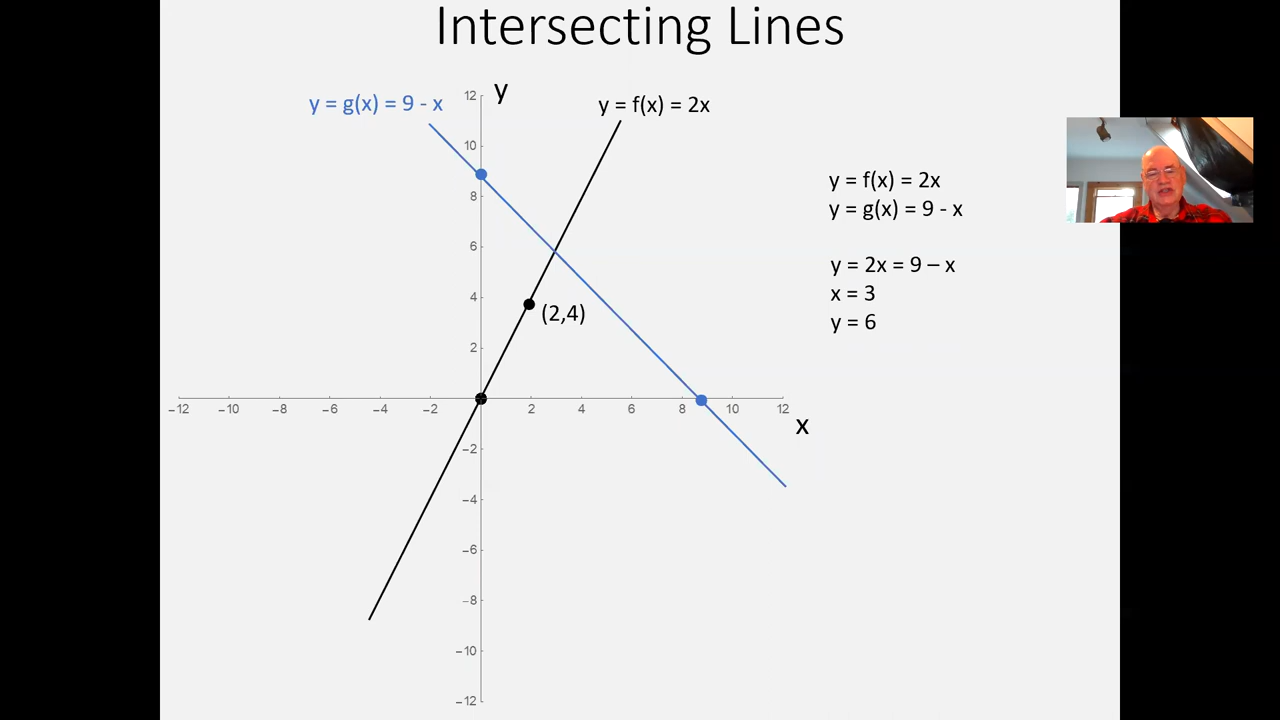 Intersecting Lines
y = g(x) = 9 - x
12
y
y = f(x) = 2x
10
8
6
4
(2,4)
2
−12 −10 −8 −6 −4 −2 2 4 6 8 10 12
x
−2
−4
−6
−8
−10
−12
y = f(x) = 2x
y = g(x) = 9 - x
y = 2x = 9 – x
x = 3
y = 6